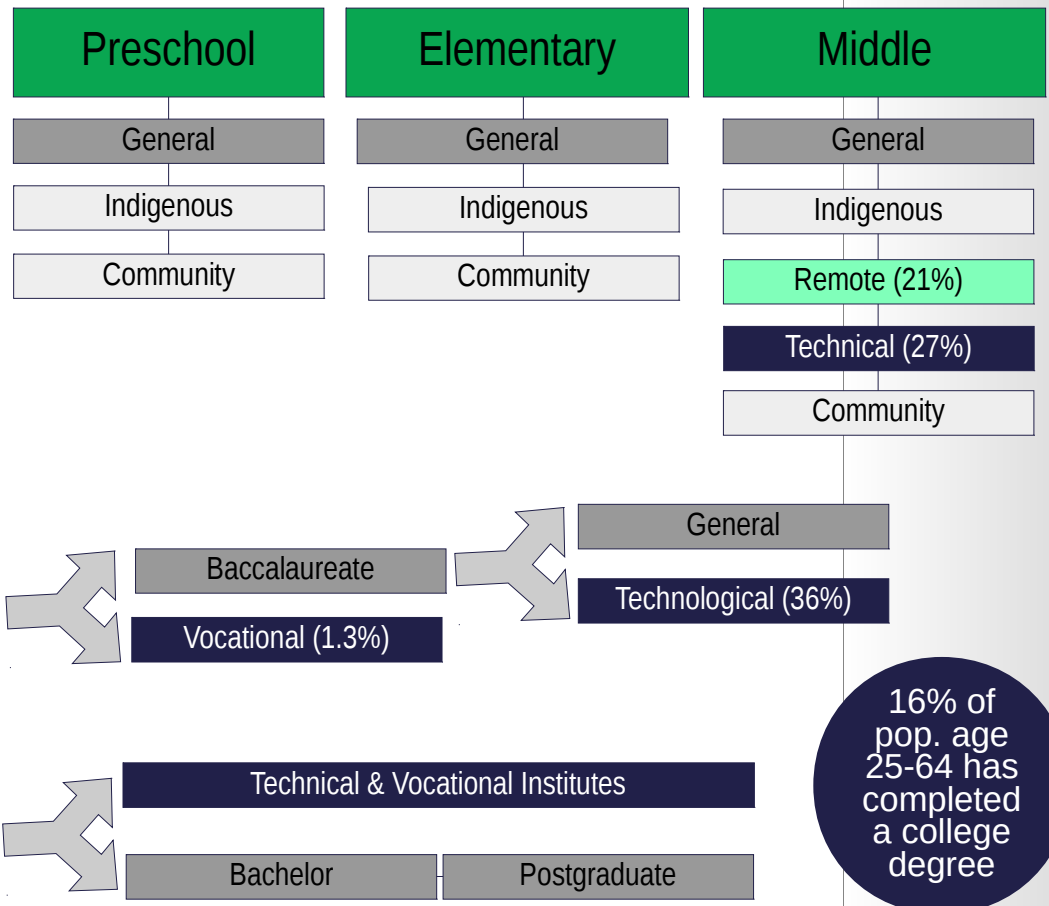 Preschool
Elementary
Middle
General
General
General
Indigenous
Indigenous
Indigenous
Community
Community
Remote (21%)
Technical (27%)
Community
General
Baccalaureate
Technological (36%)
Vocational (1.3%)
16% of
pop. age
25-64 has
completed
a college
degree
Technical & Vocational Institutes
Bachelor
Postgraduate